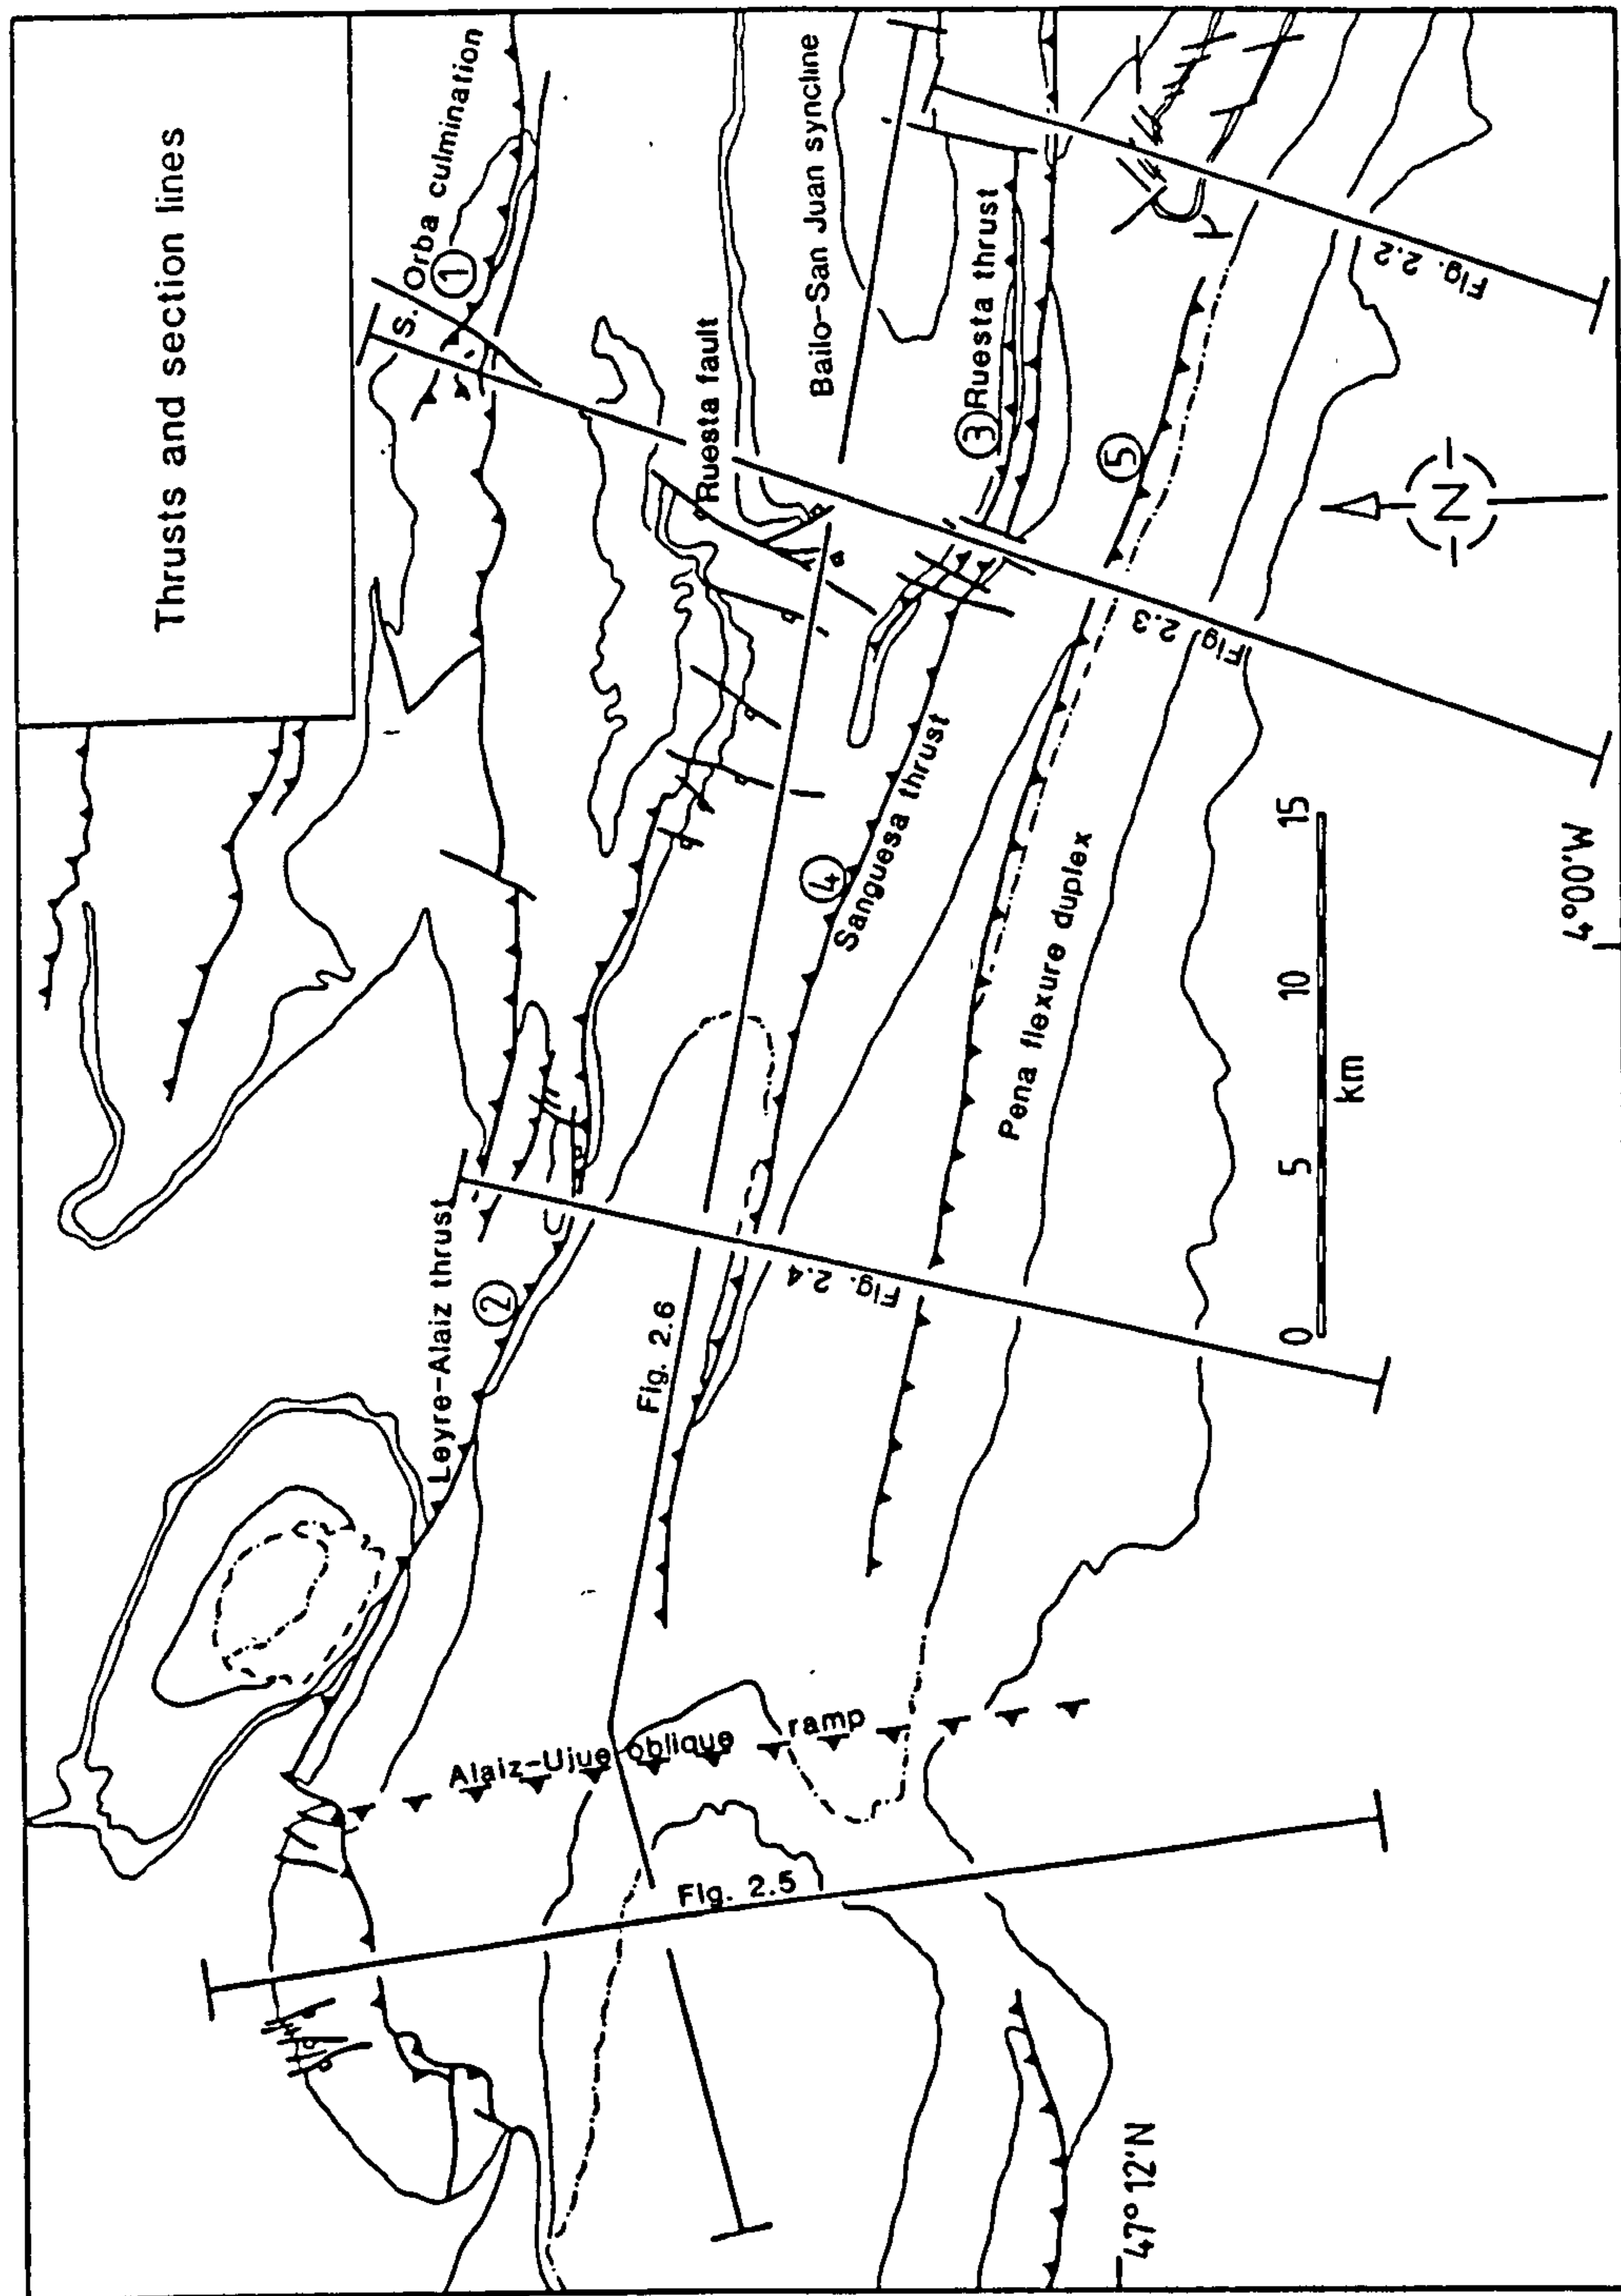 Thrusts and section lines
S. Orba culmination
1
Leyre-Alaiz thrust
2
Ruesta fault
Bailo-San Juan syncline
3
Ruesta thrust
4
Sanguesa thrust
5
Pena flexure duplex
Alaiz-Ujue oblique ramp
Fig. 2.6
Fig. 2.5
Fig. 2.4
Fig. 2.3
Fig. 2.2
N
0 5 10 15
km
47°12'N
4°00'W